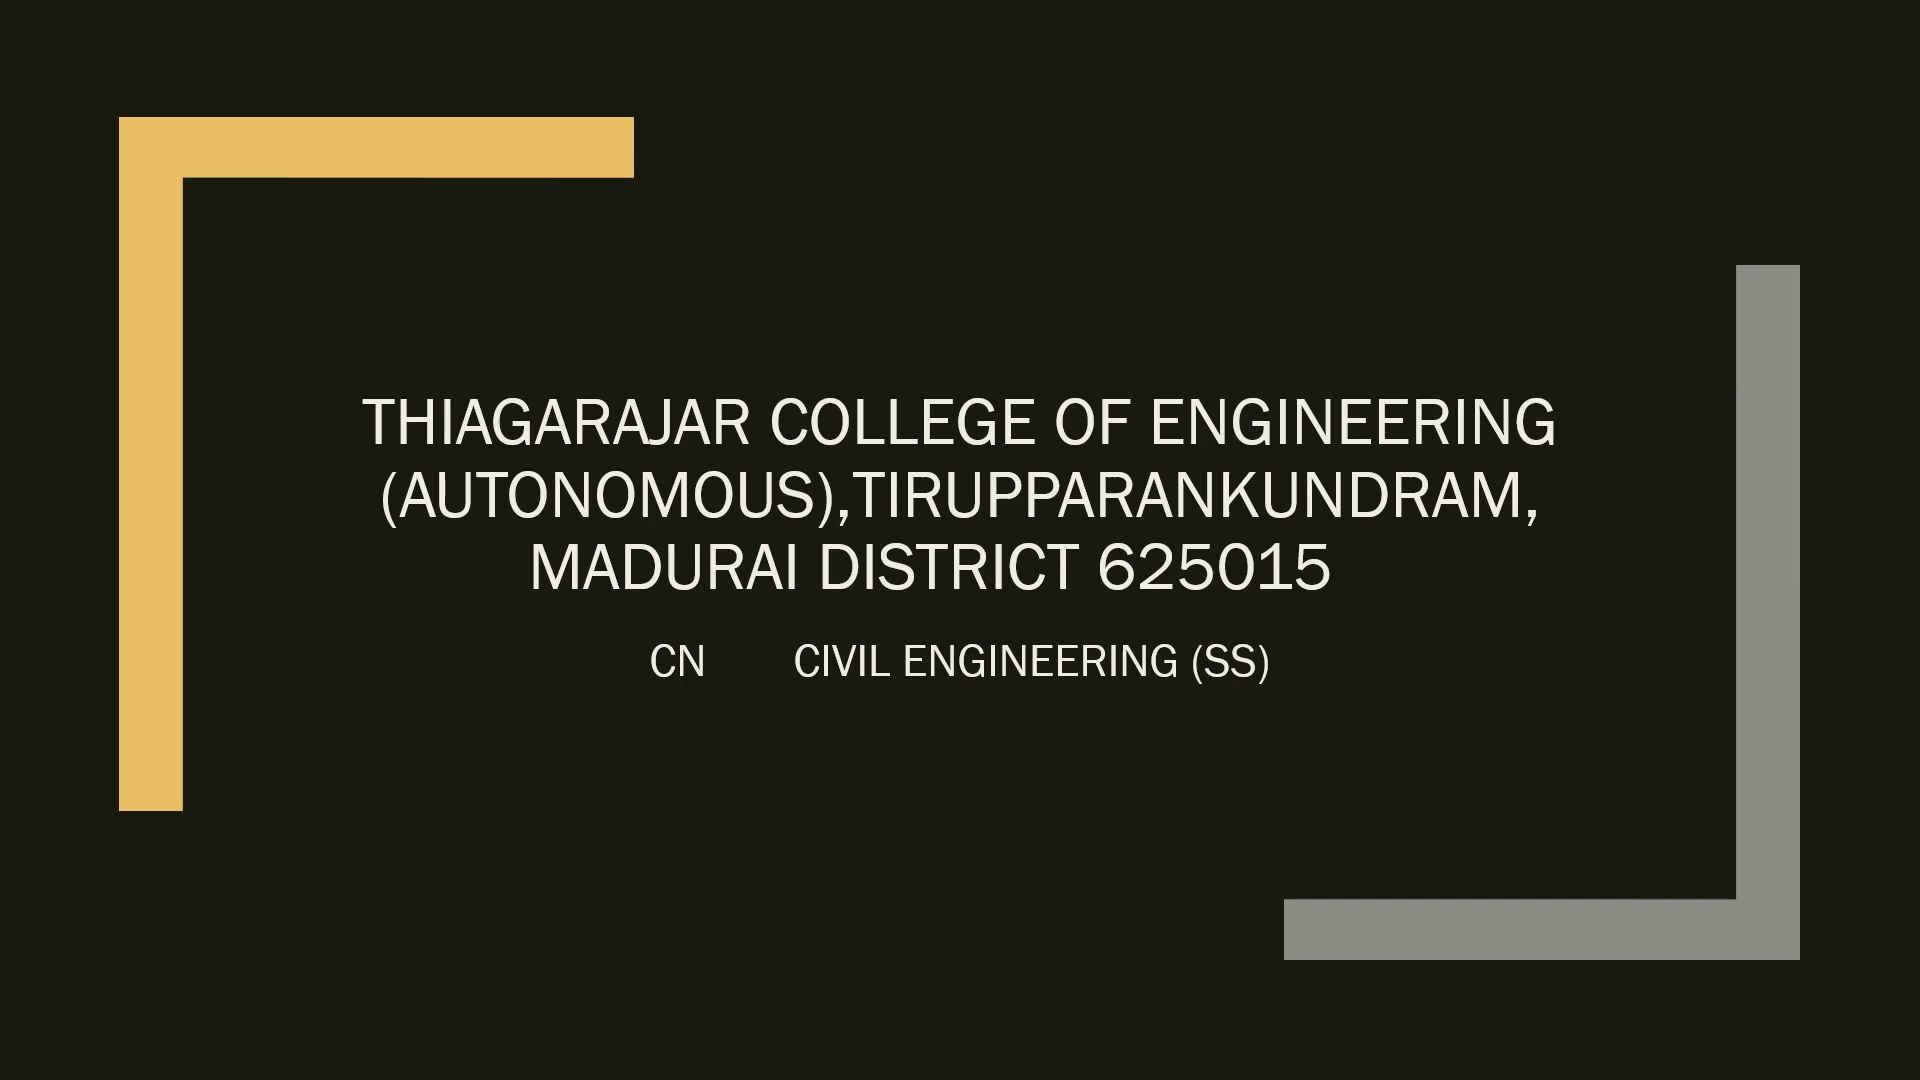 THIAGARAJAR COLLEGE OF ENGINEERING
(AUTONOMOUS),TIRUPPARANKUNDRAM,
MADURAI DISTRICT 625015
CN CIVIL ENGINEERING (SS)